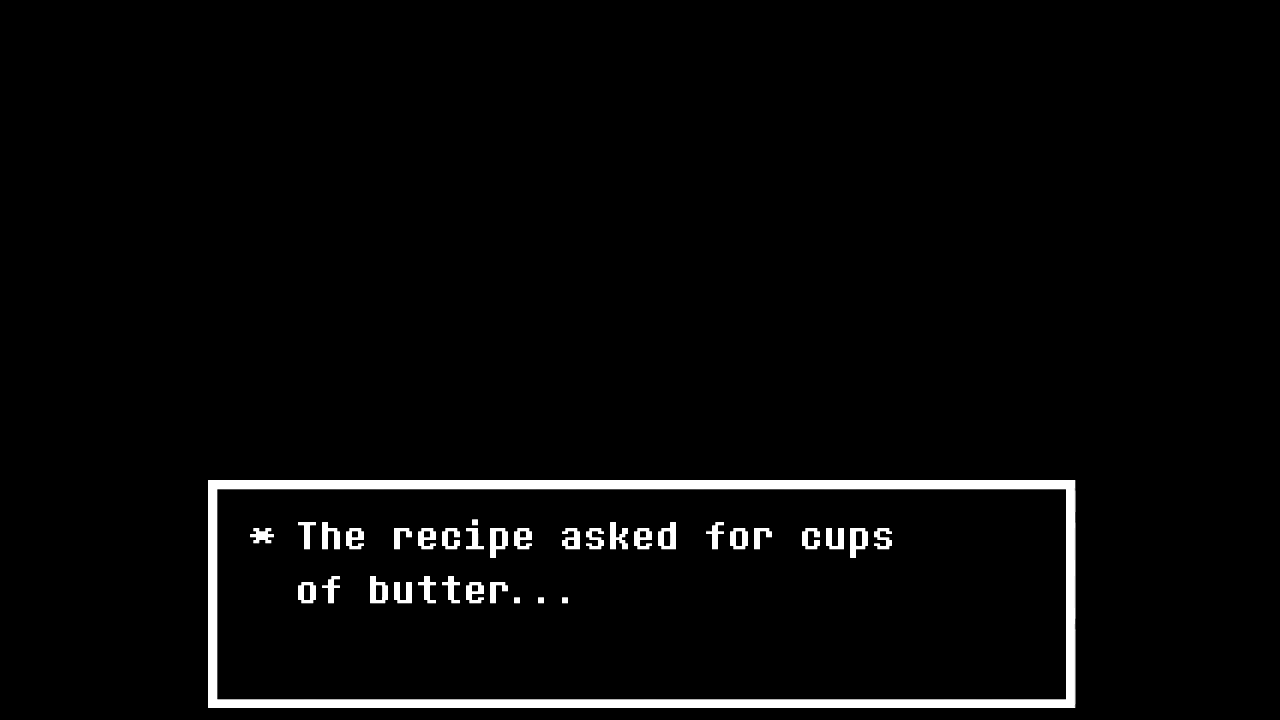 * The recipe asked for cups
of butter...